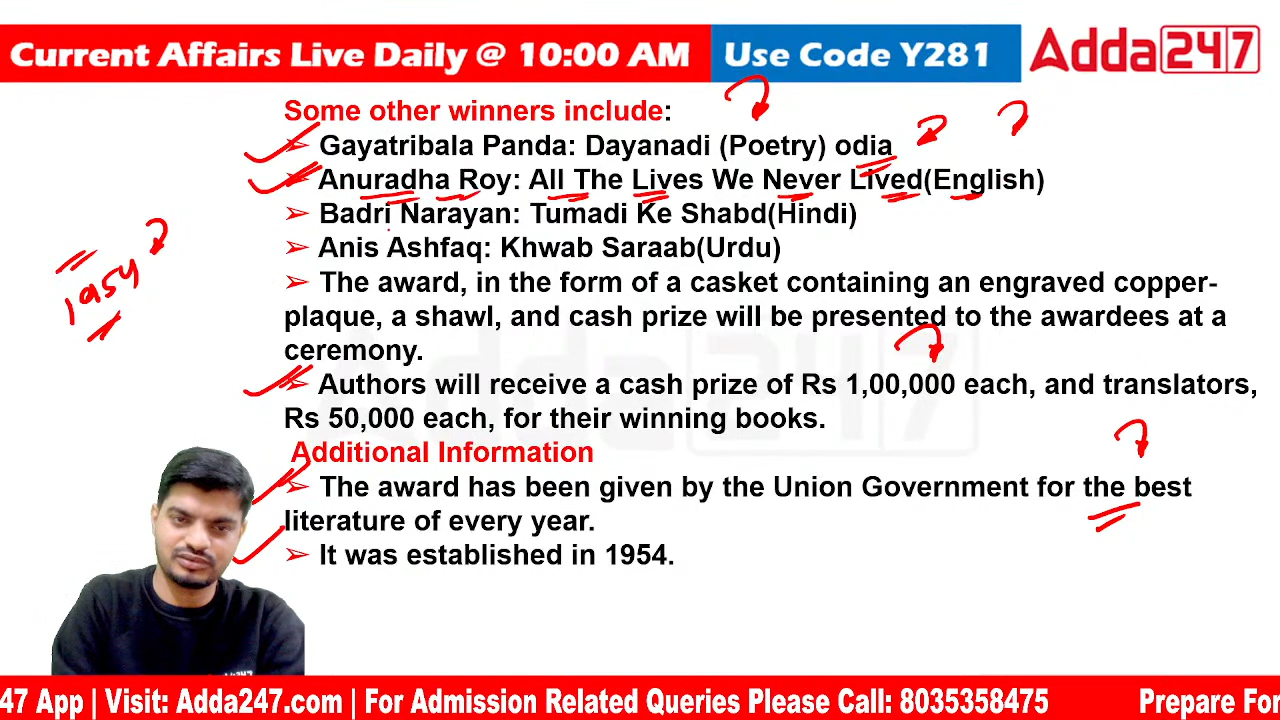 Current Affairs Live Daily @ 10:00 AM
Use Code Y281
Adda247
Some other winners include:
➢ Gayatribala Panda: Dayanadi (Poetry) odia
➢ Anuradha Roy: All The Lives We Never Lived(English)
➢ Badri Narayan: Tumadi Ke Shabd(Hindi)
➢ Anis Ashfaq: Khwab Saraab(Urdu)
➢ The award, in the form of a casket containing an engraved copper-
plaque, a shawl, and cash prize will be presented to the awardees at a
ceremony.
➢ Authors will receive a cash prize of Rs 1,00,000 each, and translators,
Rs 50,000 each, for their winning books.
Additional Information
➢ The award has been given by the Union Government for the best
literature of every year.
➢ It was established in 1954.
1954
Adda247
47 App | Visit: Adda247.com | For Admission Related Queries Please Call: 8035358475
Prepare For